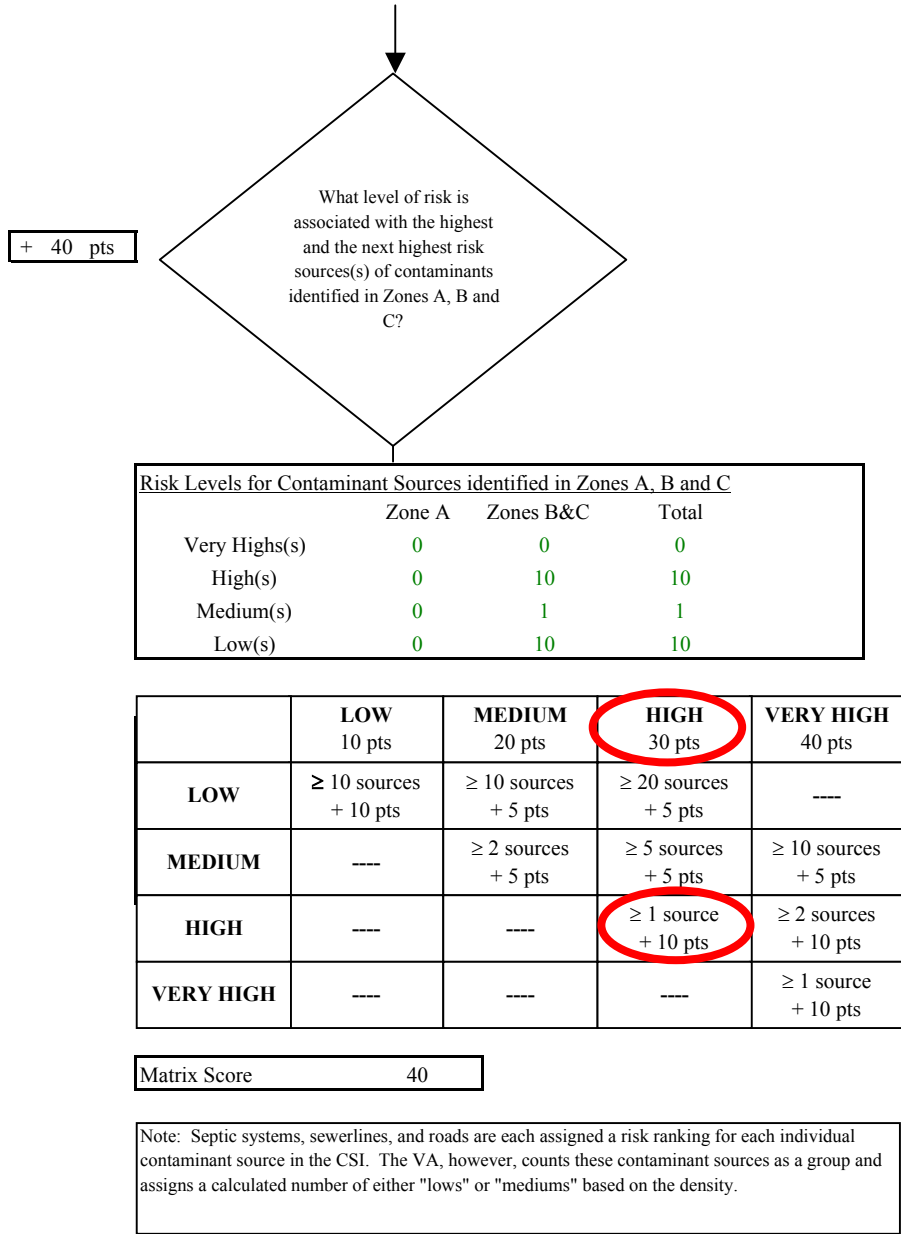 What level of risk is
associated with the highest
and the next highest risk
sources(s) of contaminants
identified in Zones A, B and
C?
+ 40 pts
Risk Levels for Contaminant Sources identified in Zones A, B and C
Zone A Zones B&C Total
Very Highs(s) 0 0 0
High(s) 0 10 10
Medium(s) 0 1 1
Low(s) 0 10 10
LOW MEDIUM HIGH VERY HIGH
10 pts 20 pts 30 pts 40 pts
LOW ≥ 10 sources ≥ 10 sources ≥ 20 sources ----
+ 10 pts + 5 pts + 5 pts
MEDIUM ---- ≥ 2 sources ≥ 5 sources ≥ 10 sources
+ 5 pts + 5 pts + 5 pts
HIGH ---- ---- ≥ 1 source ≥ 2 sources
+ 10 pts + 10 pts
VERY HIGH ---- ---- ---- ≥ 1 source
+ 10 pts
Matrix Score 40
Note: Septic systems, sewerlines, and roads are each assigned a risk ranking for each individual
contaminant source in the CSI. The VA, however, counts these contaminant sources as a group and
assigns a calculated number of either "lows" or "mediums" based on the density.